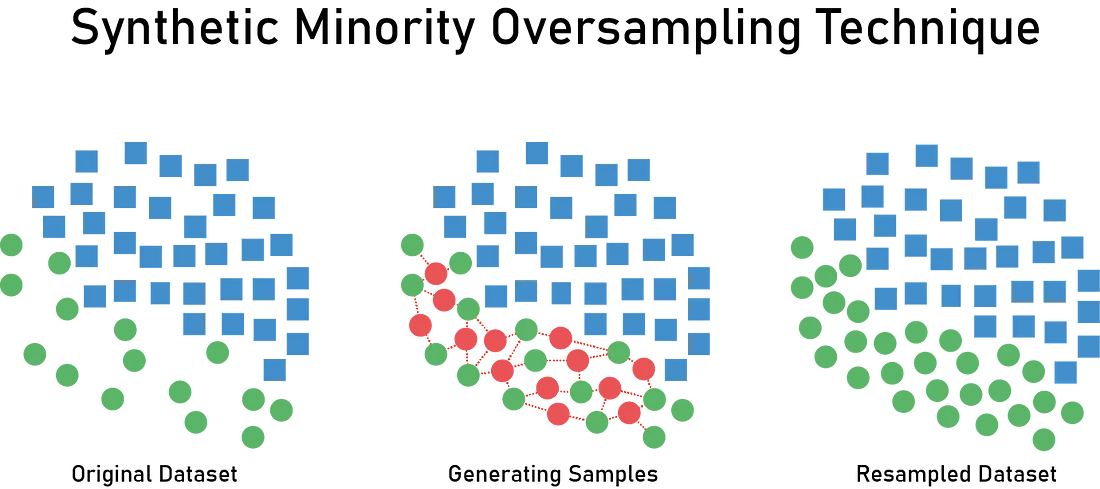 Synthetic Minority Oversampling Technique
Original Dataset
Generating Samples
Resampled Dataset